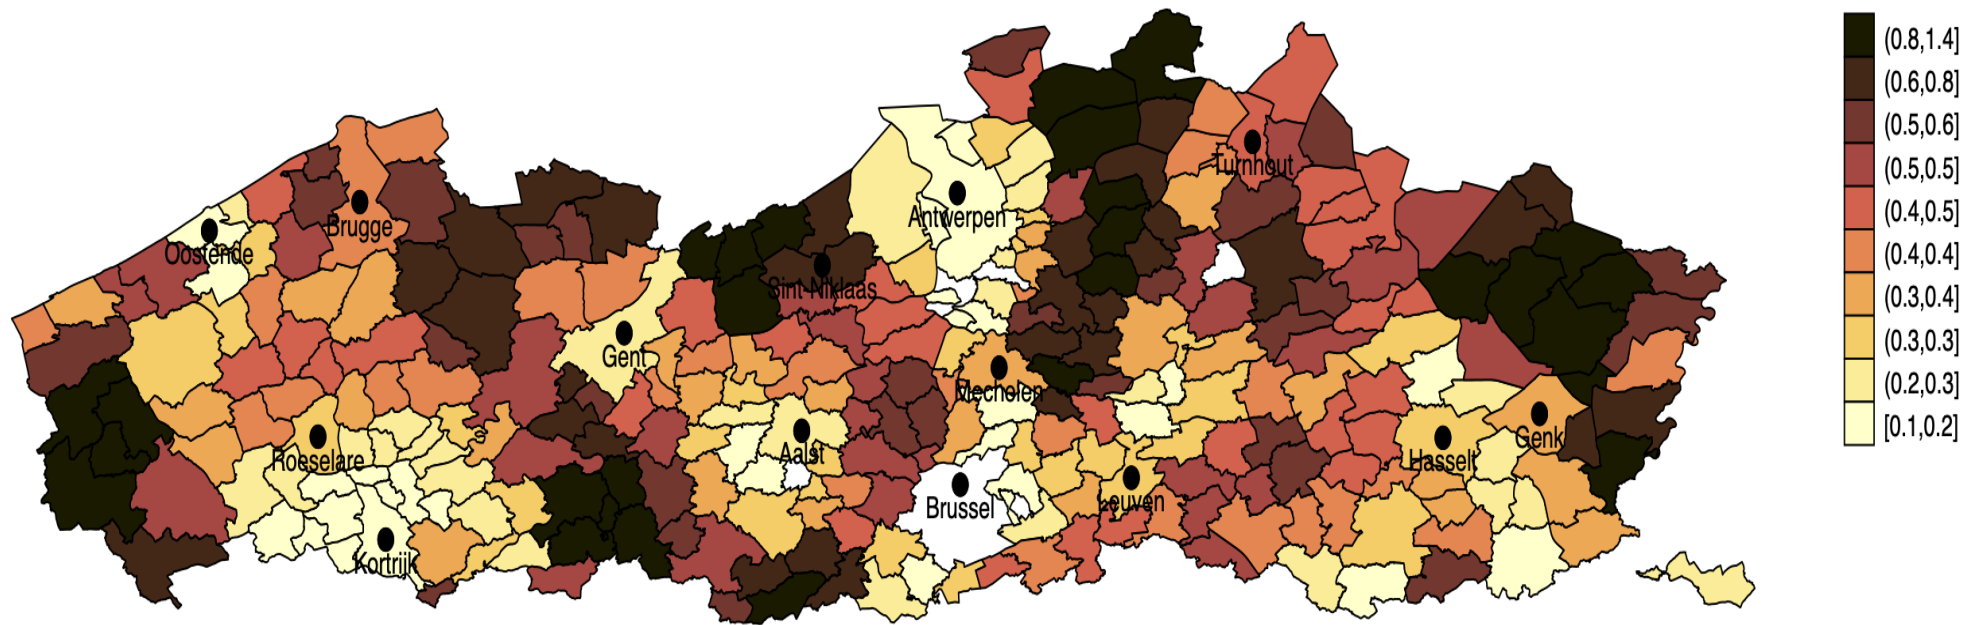 Turnhout
Brugge
Antwerpen
Oostende
Sint-Niklaas
Gent
Mechelen
Roeselare
Aalst
Hasselt
Genk
Brussel
Leuven
Kortrijk
(0.8,1.4]
(0.6,0.8]
(0.5,0.6]
(0.5,0.5]
(0.4,0.5]
(0.4,0.4]
(0.3,0.4]
(0.3,0.3]
(0.2,0.3]
[0.1,0.2]